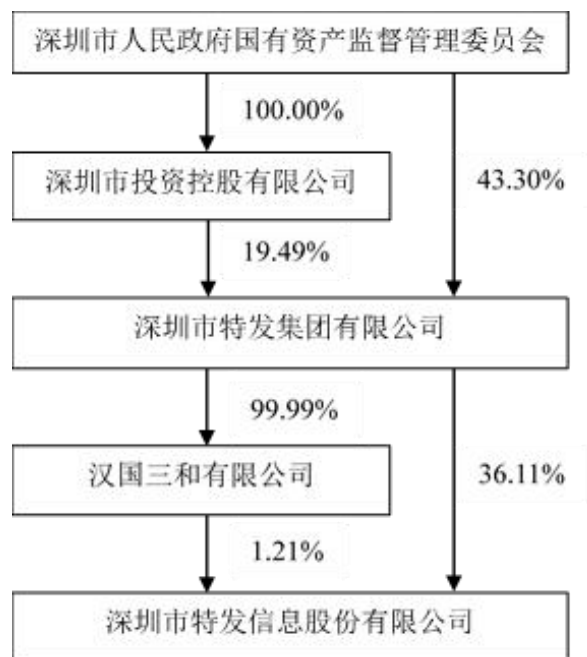 深圳市人民政府国有资产监督管理委员会
100.00%
深圳市投资控股有限公司
43.30%
19.49%
深圳市特发集团有限公司
99.99%
汉国三和有限公司
36.11%
1.21%
深圳市特发信息股份有限公司